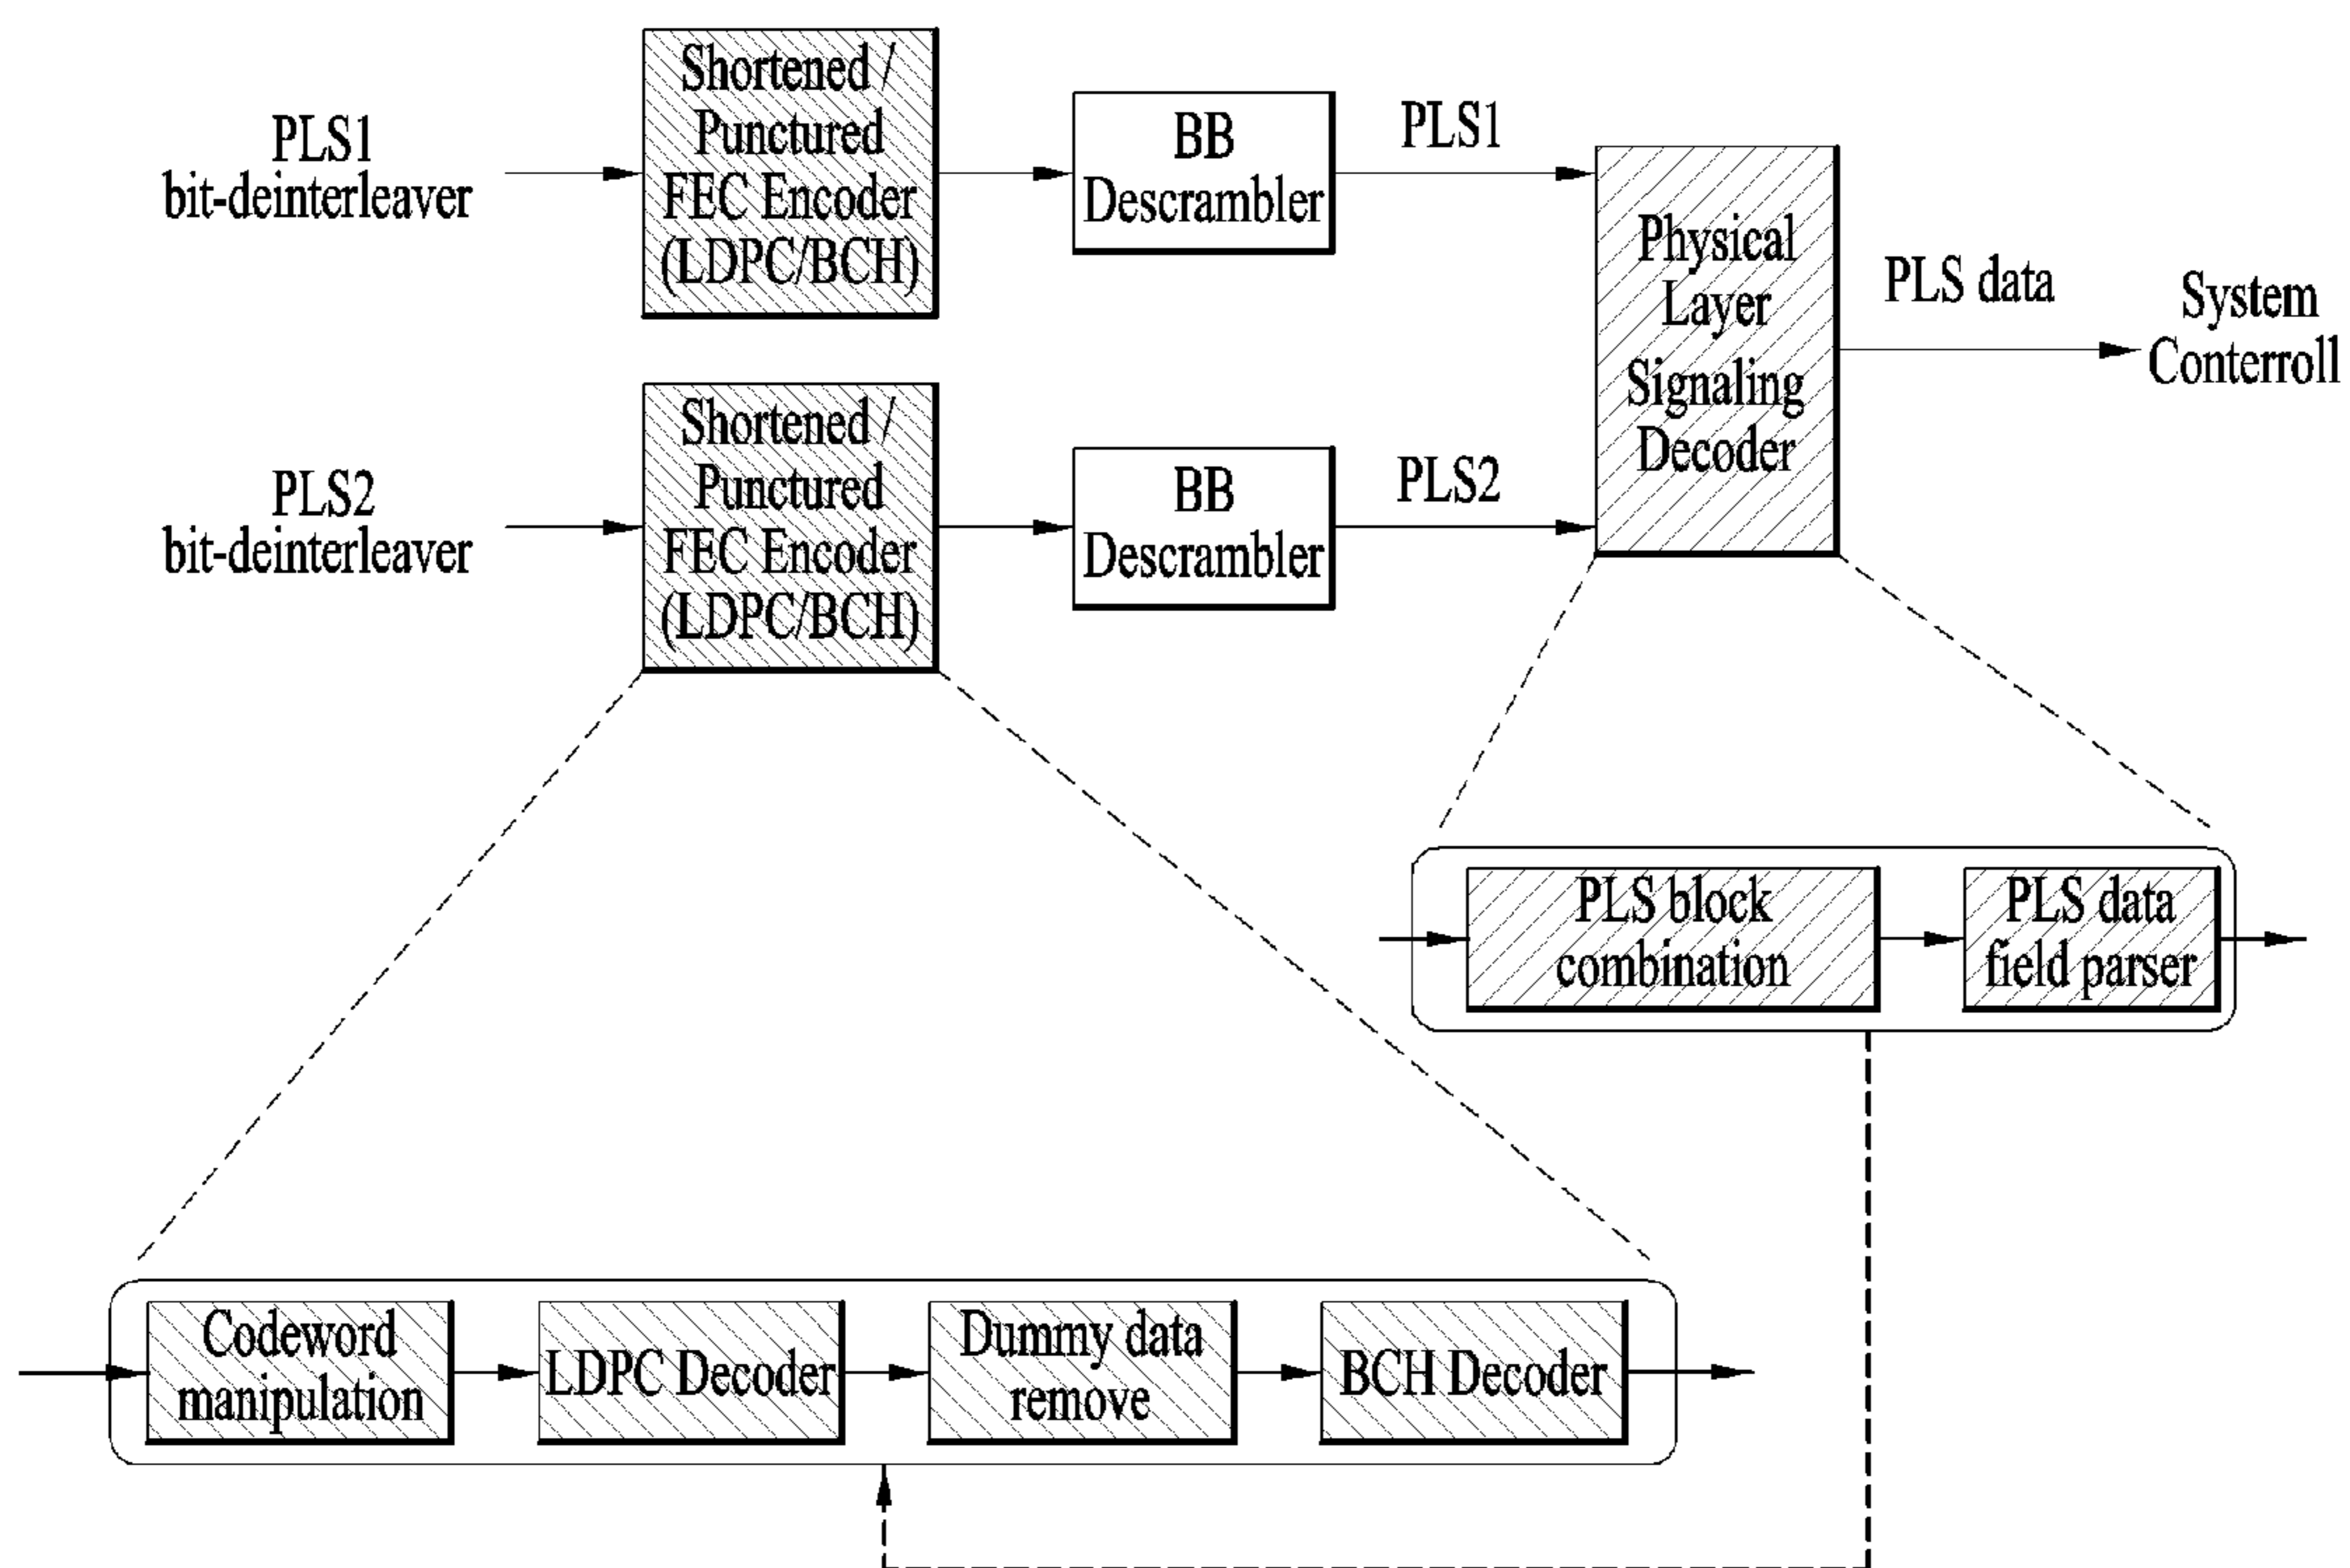 PLS1
bit-deinterleaver
Shortened /
Punctured
FEC Encoder
(LDPC/BCH)
BB
Descrambler
PLS1
Physical
Layer
Signaling
Decoder
PLS data
System
Conterroll
PLS2
bit-deinterleaver
Shortened /
Punctured
FEC Encoder
(LDPC/BCH)
BB
Descrambler
PLS2
PLS block
combination
PLS data
field parser
Codeword
manipulation
LDPC Decoder
Dummy data
remove
BCH Decoder